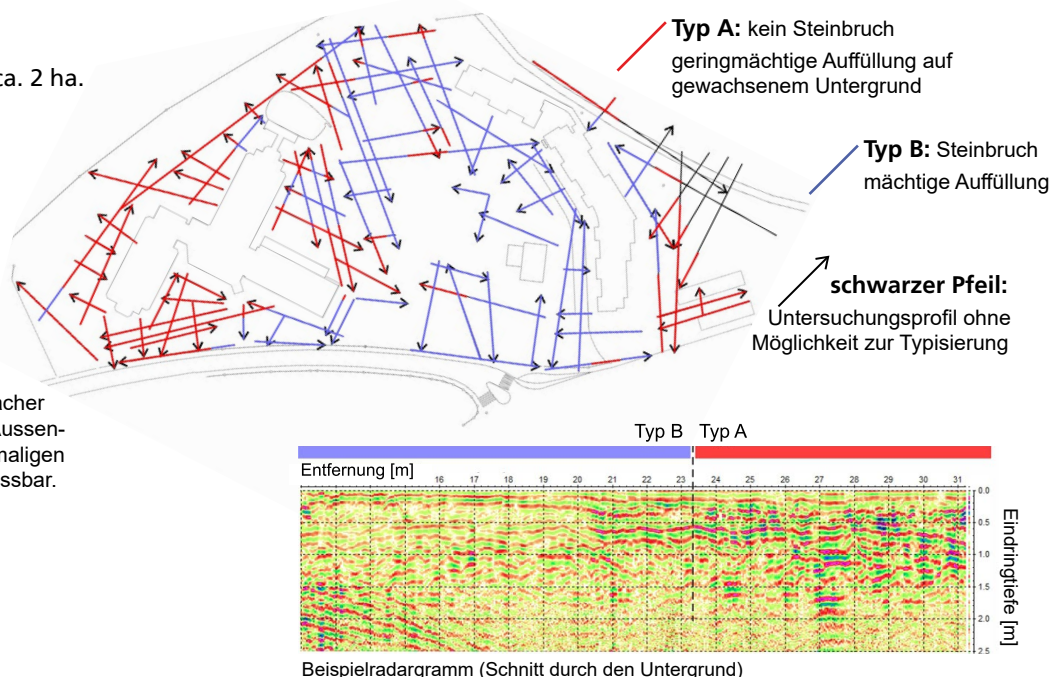 ca. 2 ha.
Typ A: kein Steinbruch
geringmächtige Auffüllung auf
gewachsenem Untergrund
Typ B: Steinbruch
mächtige Auffüllung
schwarzer Pfeil:
Untersuchungsprofil ohne
Möglichkeit zur Typisierung
acher
Aussen-
maligen
ssbar.
Typ B Typ A
Entfernung [m]
16 17 18 19 20 21 22 23 24 25 26 27 28 29 30 31
0.0
0.5
1.0
1.5
2.0
2.5
Eindringtiefe [m]
Beispielradargramm (Schnitt durch den Untergrund)